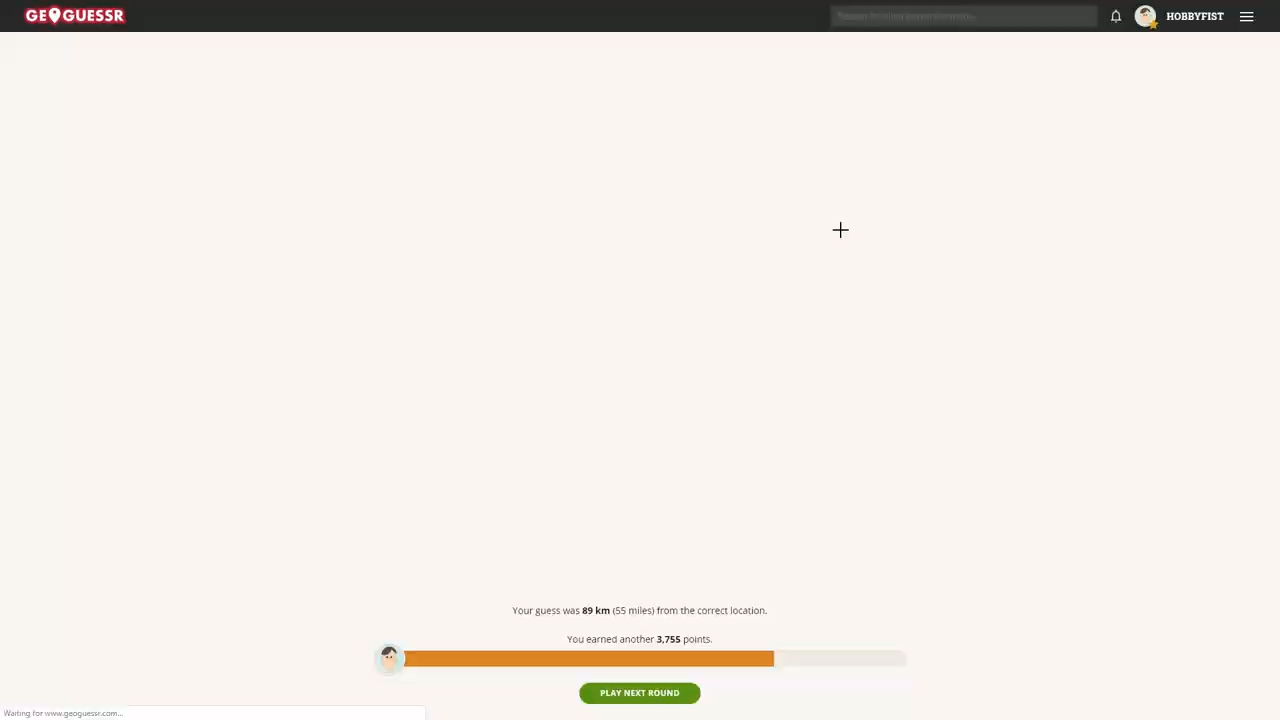 GEOGUESSR
HOBBYFIST
Your guess was 89 km (55 miles) from the correct location.
You earned another 3,755 points.
PLAY NEXT ROUND
Waiting for www.geoguessr.com...